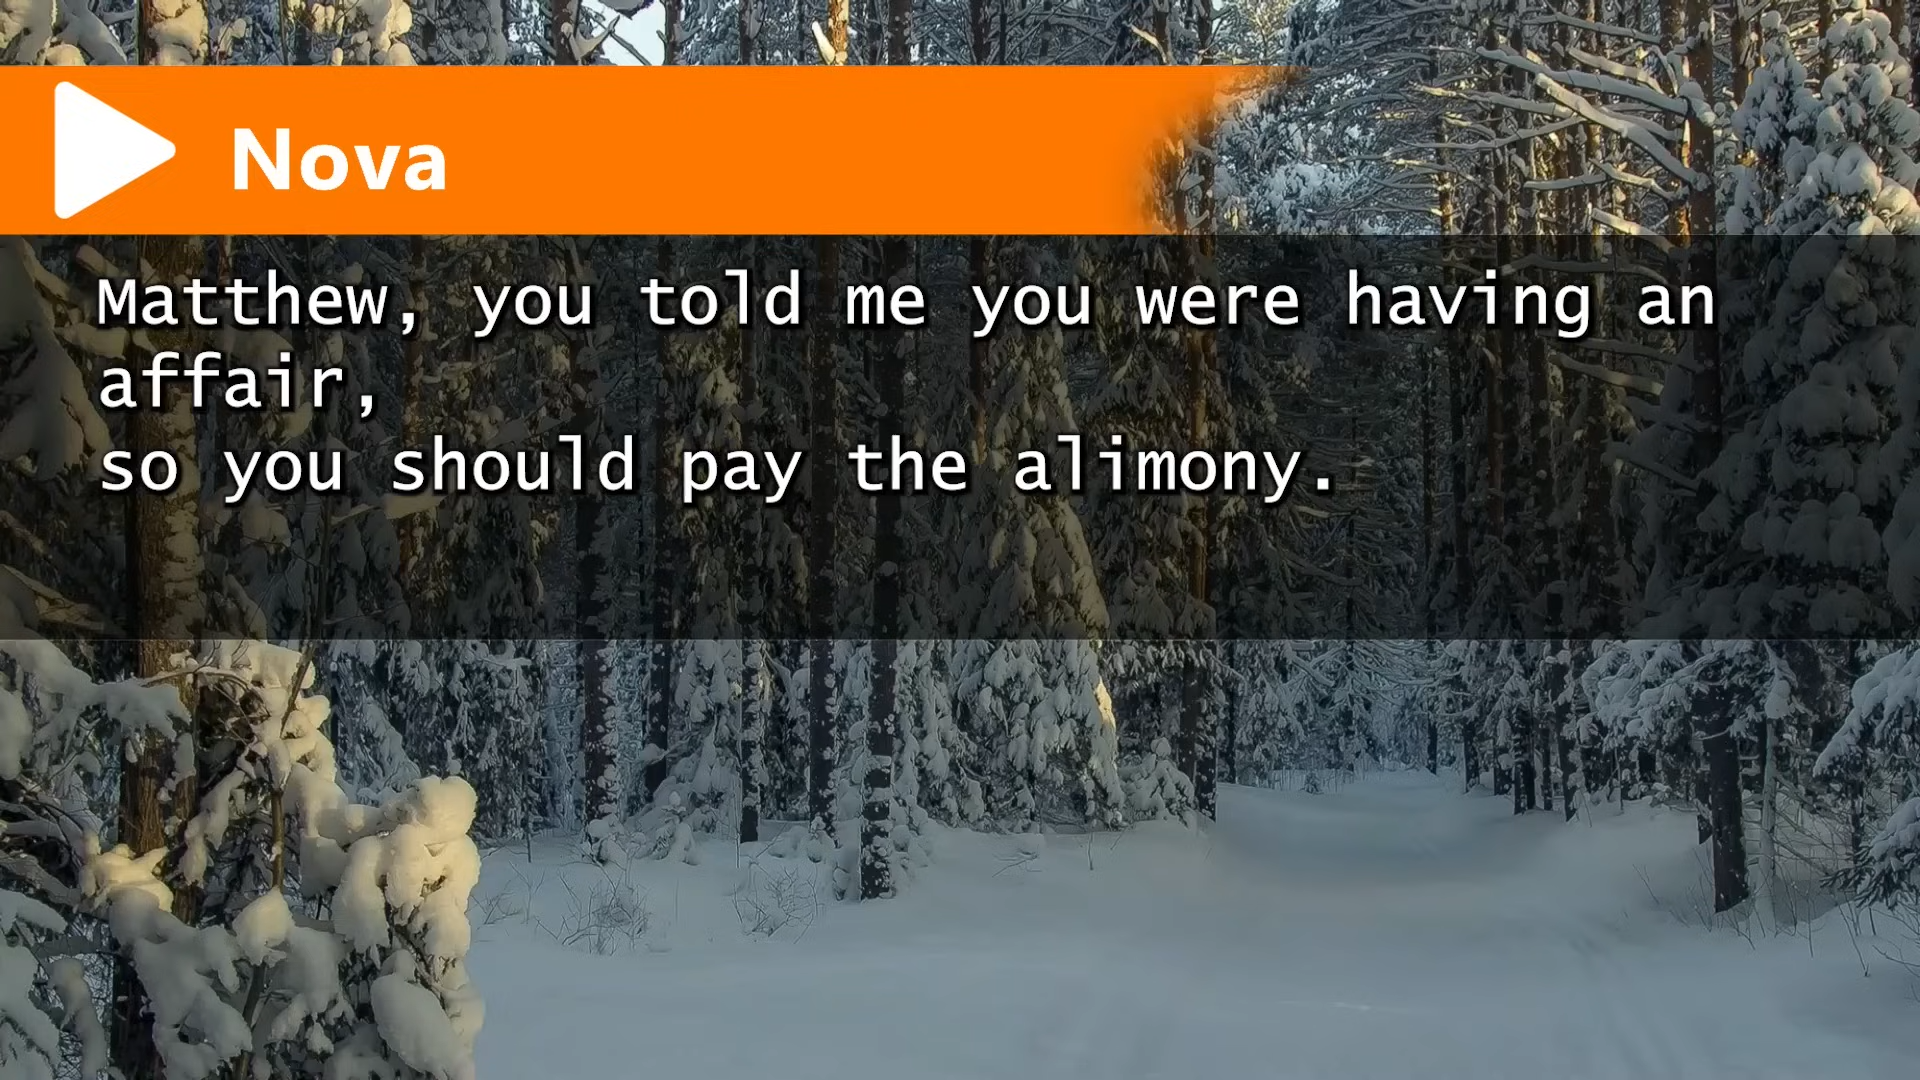 Nova
Matthew, you told me you were having an
affair,
so you should pay the alimony.